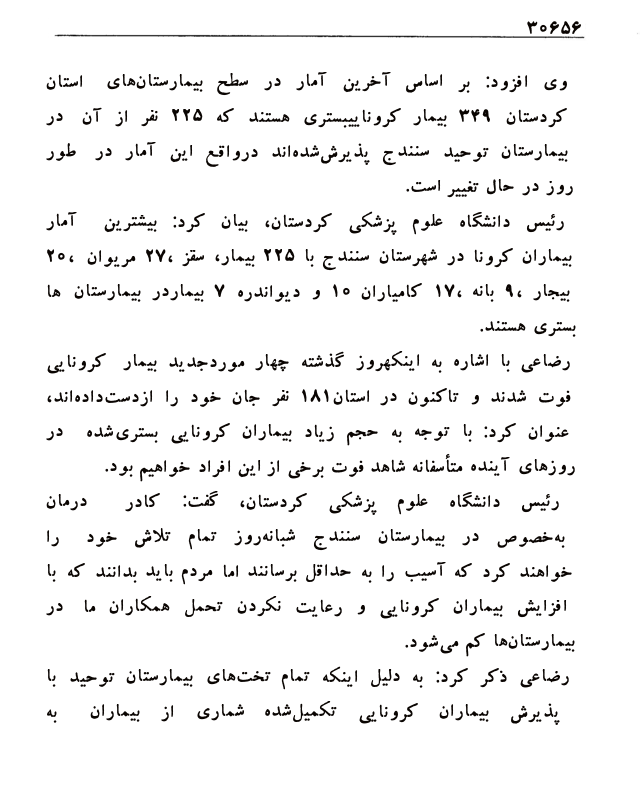 ۳۰۶۵۶
وی افزود: بر اساس آخرین آمار در سطح بیمارستان‌های استان
کردستان ۳۴۹ بیمار کروناییبستری هستند که ۲۲۵ نفر از آن در
بیمارستان توحید سنندج پذیرش‌شده‌اند درواقع این آمار در طور
روز در حال تغییر است.
رئیس دانشگاه علوم پزشکی کردستان، بیان کرد: بیشترین آمار
بیماران کرونا در شهرستان سنندج با ۲۲۵ بیمار، سقز ،۲۷ مریوان ،۲۰
بیجار ،۹ بانه ،۱۷ کامیاران ۱۰ و دیواندره ۷ بیماردر بیمارستان ها
بستری هستند.
رضاعی با اشاره به اینکهروز گذشته چهار موردجدید بیمار کرونایی
فوت شدند و تاکنون در استان۱۸۱ نفر جان خود را ازدست‌داده‌اند،
عنوان کرد: با توجه به حجم زیاد بیماران کرونایی بستری‌شده در
روزهای آینده متأسفانه شاهد فوت برخی از این افراد خواهیم بود.
رئیس دانشگاه علوم پزشکی کردستان، گفت: کادر درمان
به‌خصوص در بیمارستان سنندج شبانه‌روز تمام تلاش خود را
خواهند کرد که آسیب را به حداقل برسانند اما مردم باید بدانند که با
افزایش بیماران کرونایی و رعایت نکردن تحمل همکاران ما در
بیمارستان‌ها کم می‌شود.
رضاعی ذکر کرد: به دلیل اینکه تمام تخت‌های بیمارستان توحید با
پذیرش بیماران کرونایی تکمیل‌شده شماری از بیماران به